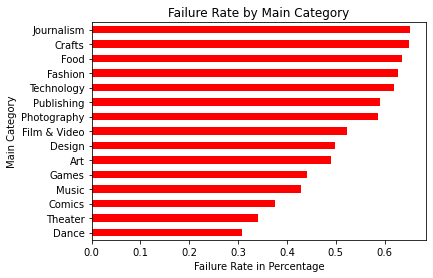 Failure Rate by Main Category
Main Category
Journalism
Crafts
Food
Fashion
Technology
Publishing
Photography
Film & Video
Design
Art
Games
Music
Comics
Theater
Dance
0.0 0.1 0.2 0.3 0.4 0.5 0.6
Failure Rate in Percentage